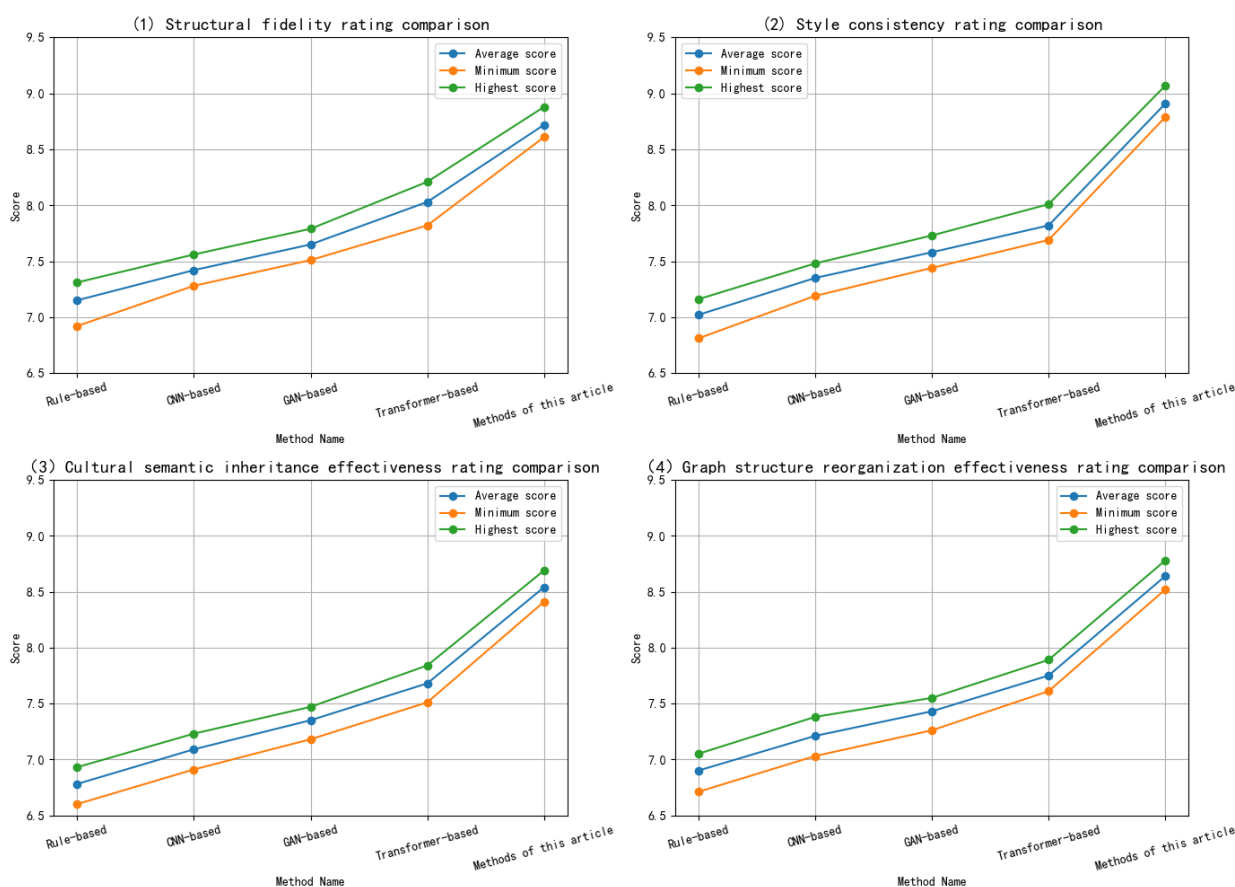 (1) Structural fidelity rating comparison
9.5
9.0
8.5
8.0
7.5
7.0
6.5
Score
Average score
Minimum score
Highest score
Rule-based
CNN-based
GAN-based
Transformer-based
Methods of this article
Method Name
(2) Style consistency rating comparison
9.5
9.0
8.5
8.0
7.5
7.0
6.5
Score
Average score
Minimum score
Highest score
Rule-based
CNN-based
GAN-based
Transformer-based
Methods of this article
Method Name
(3) Cultural semantic inheritance effectiveness rating comparison
9.5
9.0
8.5
8.0
7.5
7.0
6.5
Score
Average score
Minimum score
Highest score
Rule-based
CNN-based
GAN-based
Transformer-based
Methods of this article
Method Name
(4) Graph structure reorganization effectiveness rating comparison
9.5
9.0
8.5
8.0
7.5
7.0
6.5
Score
Average score
Minimum score
Highest score
Rule-based
CNN-based
GAN-based
Transformer-based
Methods of this article
Method Name